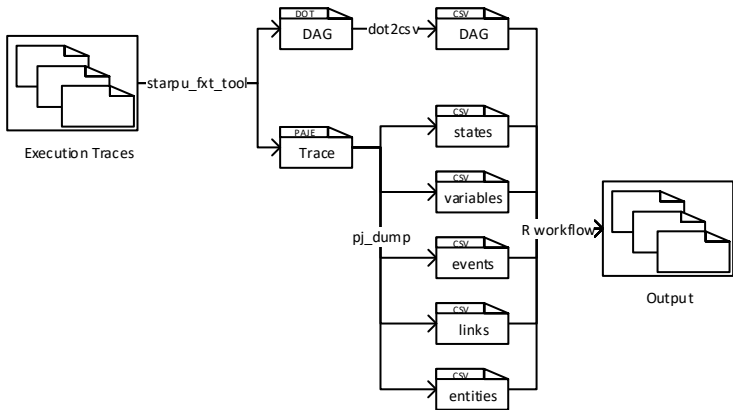 DOT
DAG
dot2csv
CSV
DAG
starpu_fxt_tool
Execution Traces
PAJE
Trace
CSV
states
CSV
variables
pj_dump
CSV
events
CSV
links
CSV
entities
R workflow
Output